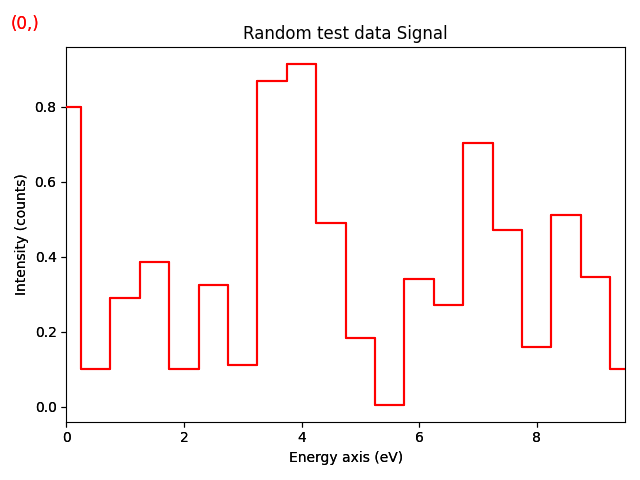 (0,)
Random test data Signal
Intensity (counts)
0.8
0.6
0.4
0.2
0.0
0 2 4 6 8
Energy axis (eV)